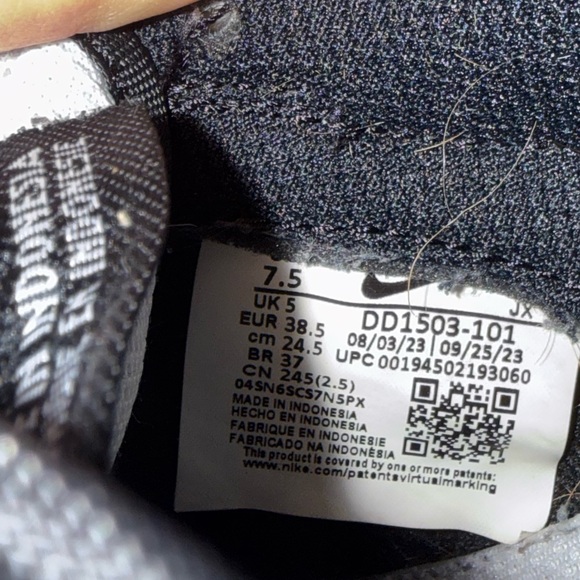 7.5
JX
UK 5
DD1503-101
EUR 38.5
08/03/23 | 09/25/23
cm 24.5
UPC 00194502193060
BR 37
CN 245(2.5)
04SN6SCS7N5PX
MADE IN INDONESIA
HECHO EN INDONESIA
FABRIQUE EN INDONESIE
FABRICADO NA INDONÉSIA
This product is covered by one or more patents;
www.nike.com/patentsvirtualmarking
INDONESIA